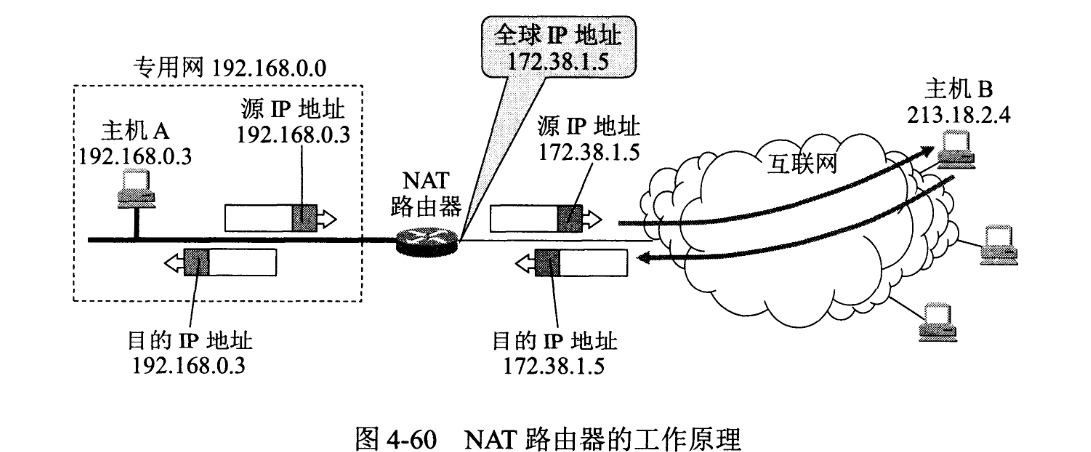 全球 IP 地址
172.38.1.5
专用网 192.168.0.0
源 IP 地址
192.168.0.3
主机 A
192.168.0.3
NAT
路由器
源 IP 地址
172.38.1.5
互联网
主机 B
213.18.2.4
目的 IP 地址
192.168.0.3
目的 IP 地址
172.38.1.5
图 4-60 NAT 路由器的工作原理